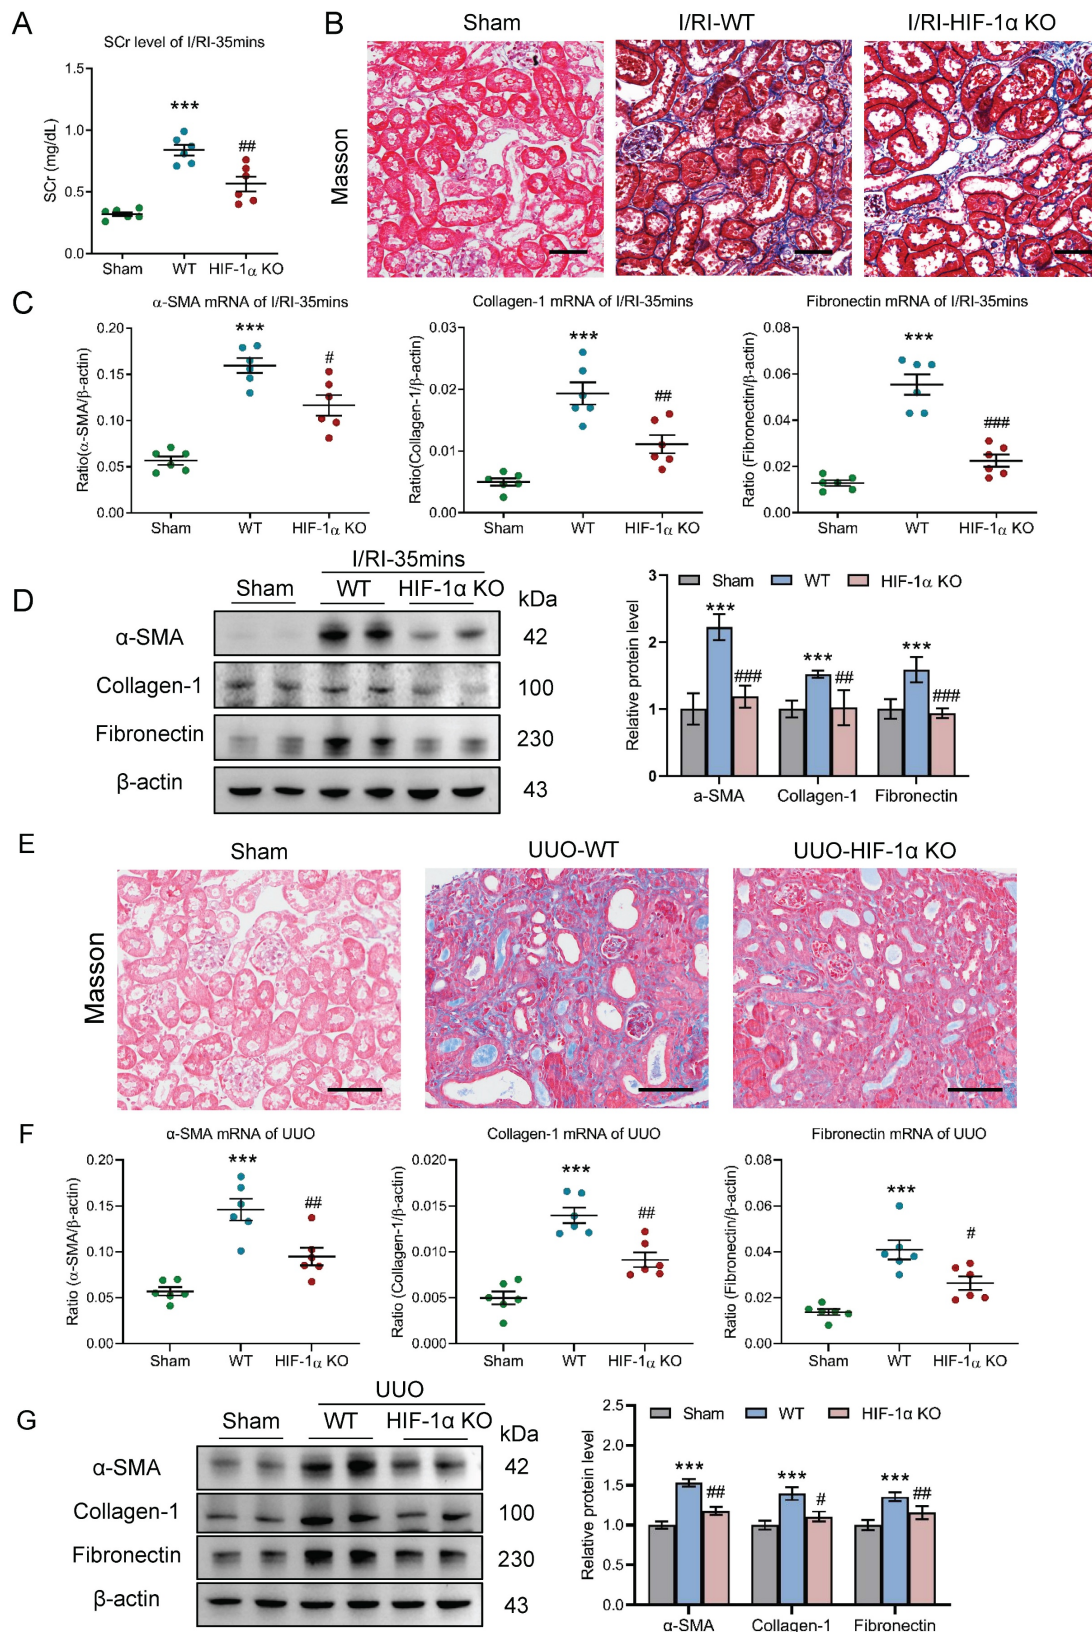 A
SCr level of I/RI-35mins
SCr (mg/dL)
1.5
1.0
0.5
0.0
***
##
Sham
WT
HIF-1α KO
B
Sham
I/RI-WT
I/RI-HIF-1α KO
Masson
C
α-SMA mRNA of I/RI-35mins
Ratio(α-SMA/β-actin)
0.20
0.15
0.10
0.05
0.00
***
#
Sham
WT
HIF-1α KO
Collagen-1 mRNA of I/RI-35mins
Ratio(Collagen-1/β-actin)
0.03
0.02
0.01
0.00
***
##
Sham
WT
HIF-1α KO
Fibronectin mRNA of I/RI-35mins
Ratio (Fibronectin/β-actin)
0.08
0.06
0.04
0.02
0.00
***
###
Sham
WT
HIF-1α KO
D
I/RI-35mins
Sham
WT
HIF-1α KO
kDa
α-SMA
42
Collagen-1
100
Fibronectin
230
β-actin
43
Sham
WT
HIF-1α KO
Relative protein level
3
2
1
0
***
###
***
##
***
###
a-SMA
Collagen-1
Fibronectin
E
Sham
UUO-WT
UUO-HIF-1α KO
Masson
F
α-SMA mRNA of UUO
Ratio (α-SMA/β-actin)
0.20
0.15
0.10
0.05
0.00
***
##
Sham
WT
HIF-1α KO
Collagen-1 mRNA of UUO
Ratio (Collagen-1/β-actin)
0.020
0.015
0.010
0.005
0.000
***
##
Sham
WT
HIF-1α KO
Fibronectin mRNA of UUO
Ratio (Fibronectin/β-actin)
0.08
0.06
0.04
0.02
0.00
***
#
Sham
WT
HIF-1α KO
G
UUO
Sham
WT
HIF-1α KO
kDa
α-SMA
42
Collagen-1
100
Fibronectin
230
β-actin
43
Sham
WT
HIF-1α KO
Relative protein level
2.5
2.0
1.5
1.0
0.5
0.0
***
##
***
#
***
##
α-SMA
Collagen-1
Fibronectin